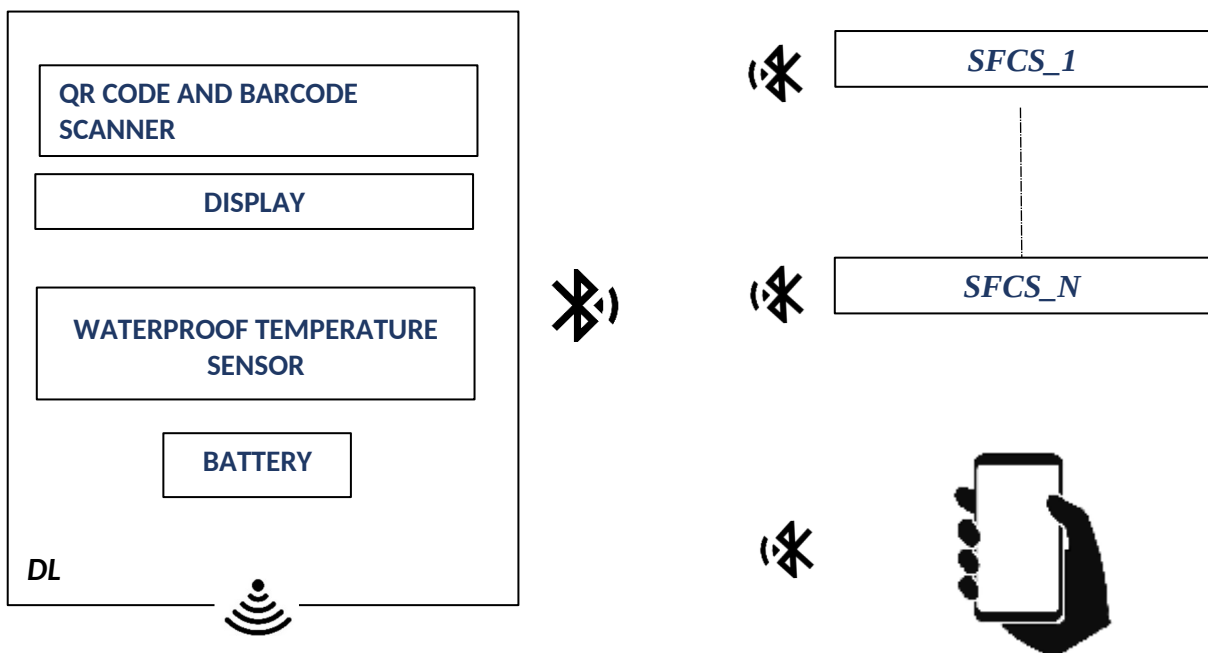 QR CODE AND BARCODE
SCANNER
DISPLAY
WATERPROOF TEMPERATURE
SENSOR
BATTERY
DL
SFCS_1
SFCS_N